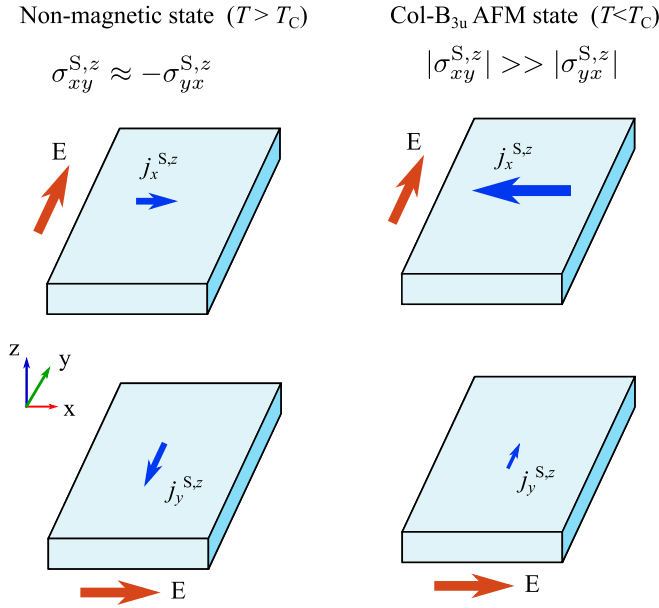 Non-magnetic state (T > T_C)
Col-B_3u AFM state (T<T_C)
σ_xy^S,z ≈ −σ_yx^S,z
|σ_xy^S,z| >> |σ_yx^S,z|
E
j_x^S,z
E
j_x^S,z
z
y
x
j_y^S,z
E
j_y^S,z
E